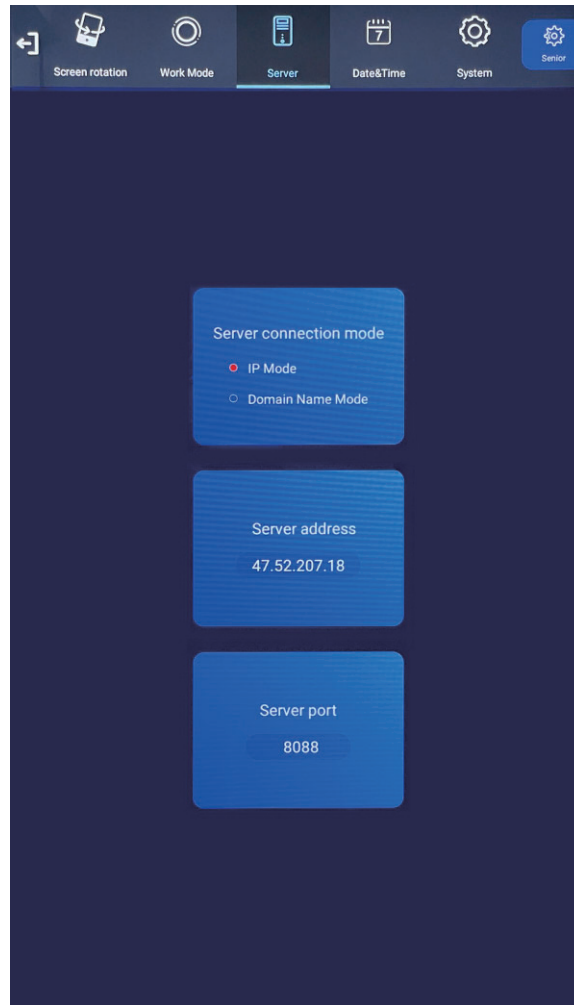 Screen rotation
Work Mode
Server
7
Date&Time
System
Senior
Server connection mode
IP Mode
Domain Name Mode
Server address
47.52.207.18
Server port
8088